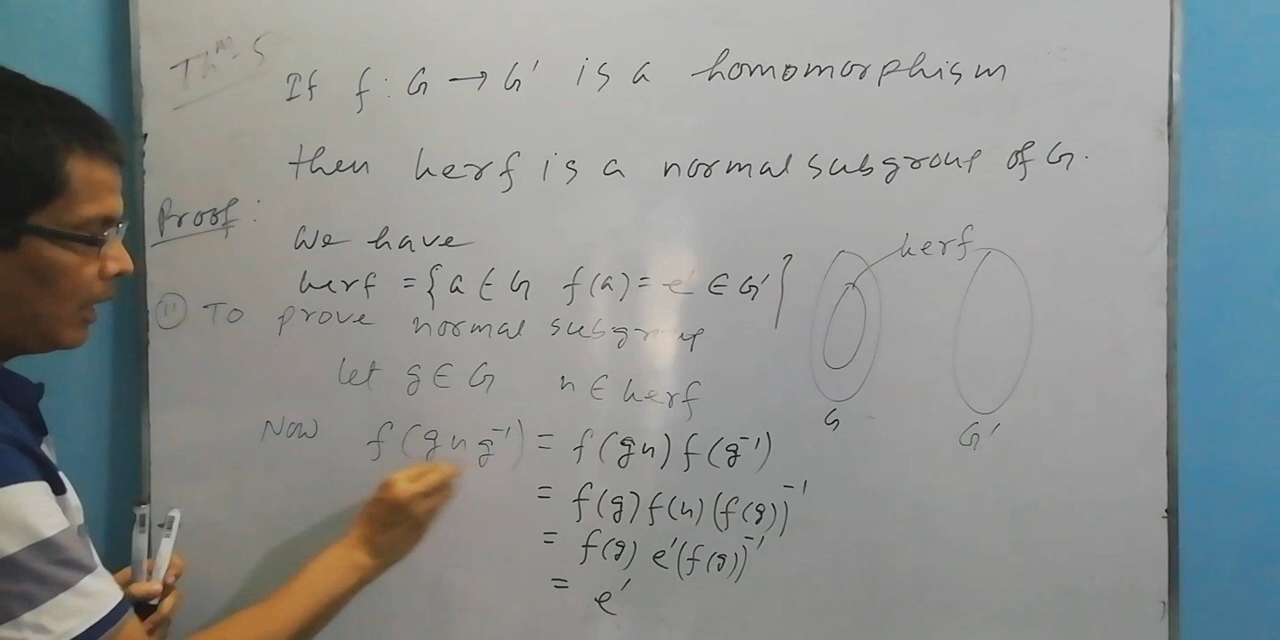 Thm-5
If f : G → G' is a homomorphism
then kerf is a normal subgroup of G.
Proof :
We have
kerf = { a ∈ G f(a) = e' ∈ G' }
kerf
(ii) To prove normal subgroup
let g ∈ G n ∈ kerf
G
G'
Now f(gng⁻¹) = f(gn) f(g⁻¹)
= f(g) f(n) (f(g))⁻¹
= f(g) e' (f(g))⁻¹
= e'